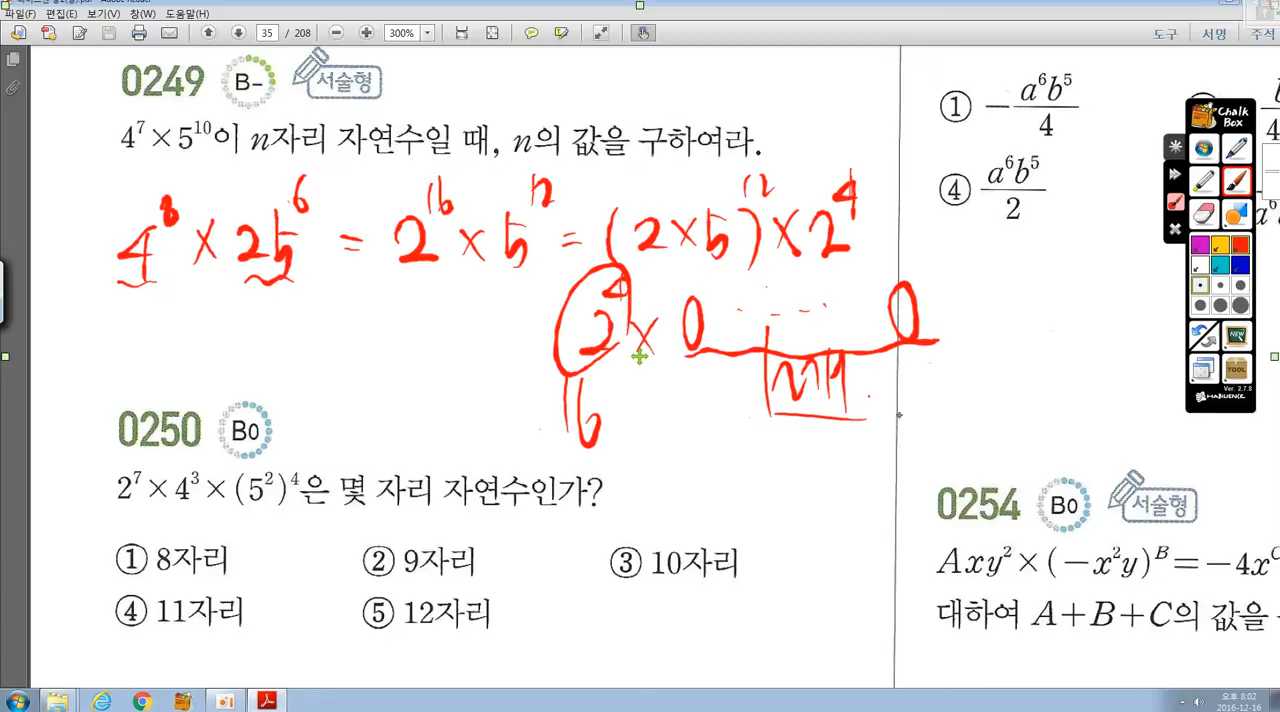 파일(F) 편집(E) 보기(V) 창(W) 도움말(H)
35 / 208 300% 도구 서명 주석
0249 B- 서술형
4⁷×5¹⁰이 n자리 자연수일 때, n의 값을 구하여라.
4⁸ × 25⁶ = 2¹⁶ × 5¹² = (2×5)¹² × 2⁴
2⁴ × 0 ... 0
16
0250 B0
2⁷×4³×(5²)⁴은 몇 자리 자연수인가?
① 8자리 ② 9자리 ③ 10자리
④ 11자리 ⑤ 12자리
① -a⁶b⁵/4
④ a⁶b⁵/2
0254 B0 서술형
Axy²×(-x²y)ᴮ=-4x
대하여 A+B+C의 값을
Chalk Box
NEW
TOOL
Ver. 2.7.8
오후 8:02
2016-12-16